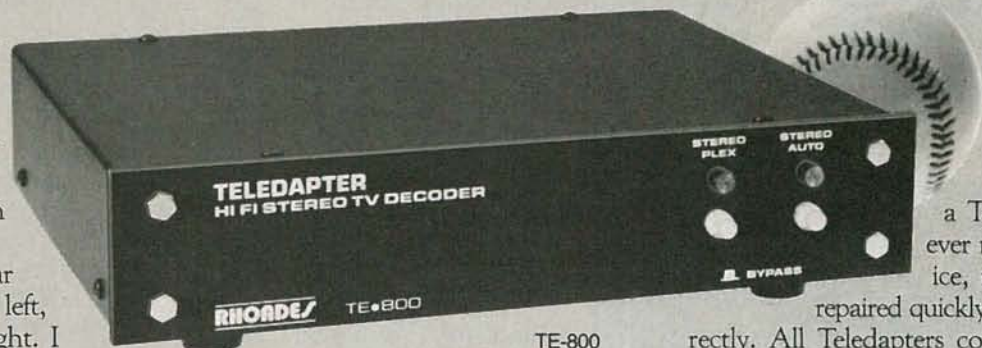 STEREO PLEX
STEREO AUTO
TELEDAPTER
HI FI STEREO TV DECODER
BYPASS
RHOADES TE•800
left,
ght. I
TE-800
a T
ever
ice,
repaired quickly
rectly. All Teledapters co